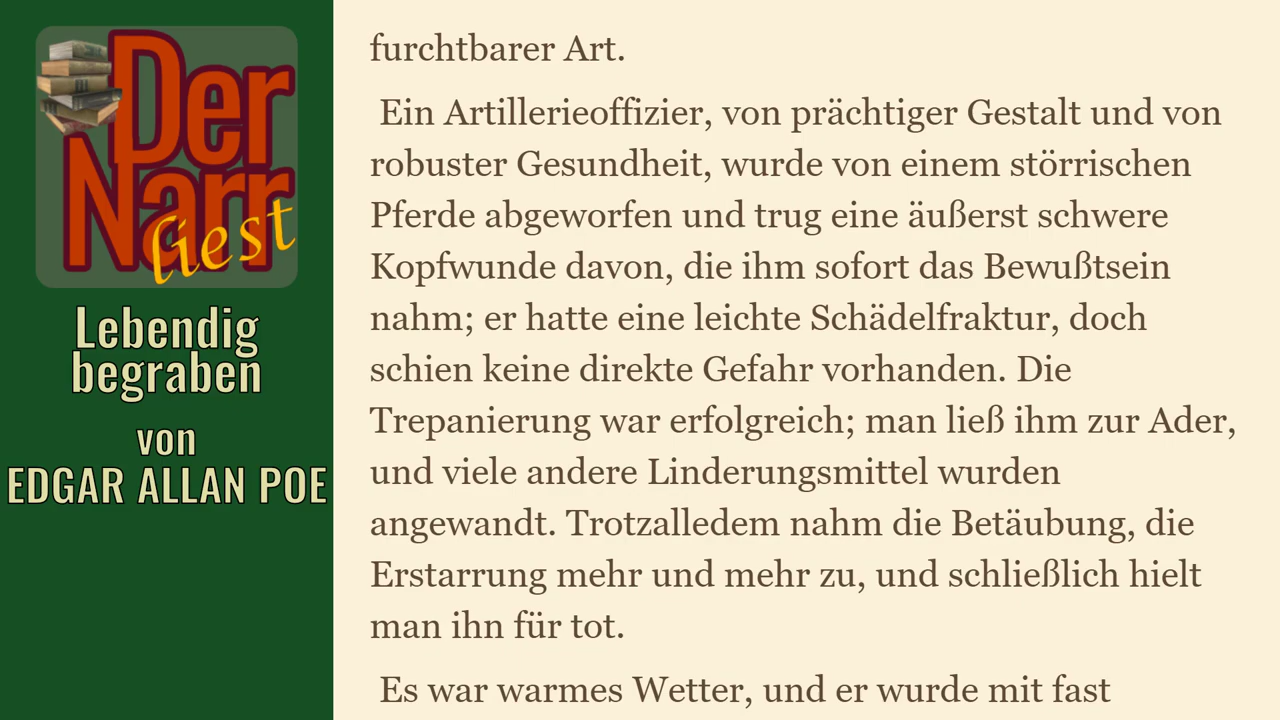 Der
Narr
liest
Lebendig
begraben
von
EDGAR ALLAN POE
furchtbarer Art.
Ein Artillerieoffizier, von prächtiger Gestalt und von
robuster Gesundheit, wurde von einem störrischen
Pferde abgeworfen und trug eine äußerst schwere
Kopfwunde davon, die ihm sofort das Bewußtsein
nahm; er hatte eine leichte Schädelfraktur, doch
schien keine direkte Gefahr vorhanden. Die
Trepanierung war erfolgreich; man ließ ihm zur Ader,
und viele andere Linderungsmittel wurden
angewandt. Trotzalledem nahm die Betäubung, die
Erstarrung mehr und mehr zu, und schließlich hielt
man ihn für tot.
Es war warmes Wetter, und er wurde mit fast